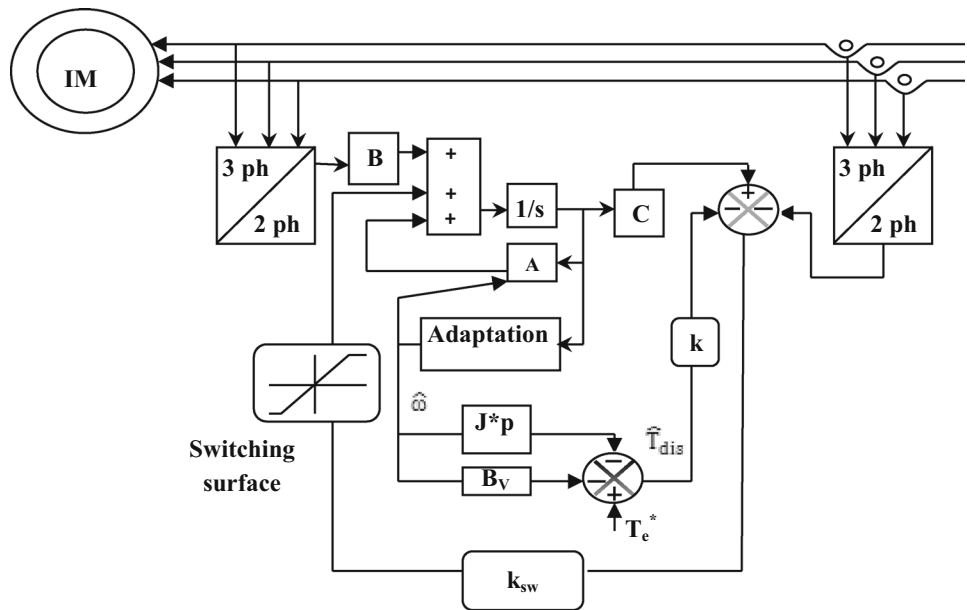 IM
3 ph
2 ph
B
+
+
+
1/s
C
+
−
−
3 ph
2 ph
A
Adaptation
k
ω̂
J*p
T̂dis
Switching
surface
BV
−
−
+
Te*
ksw